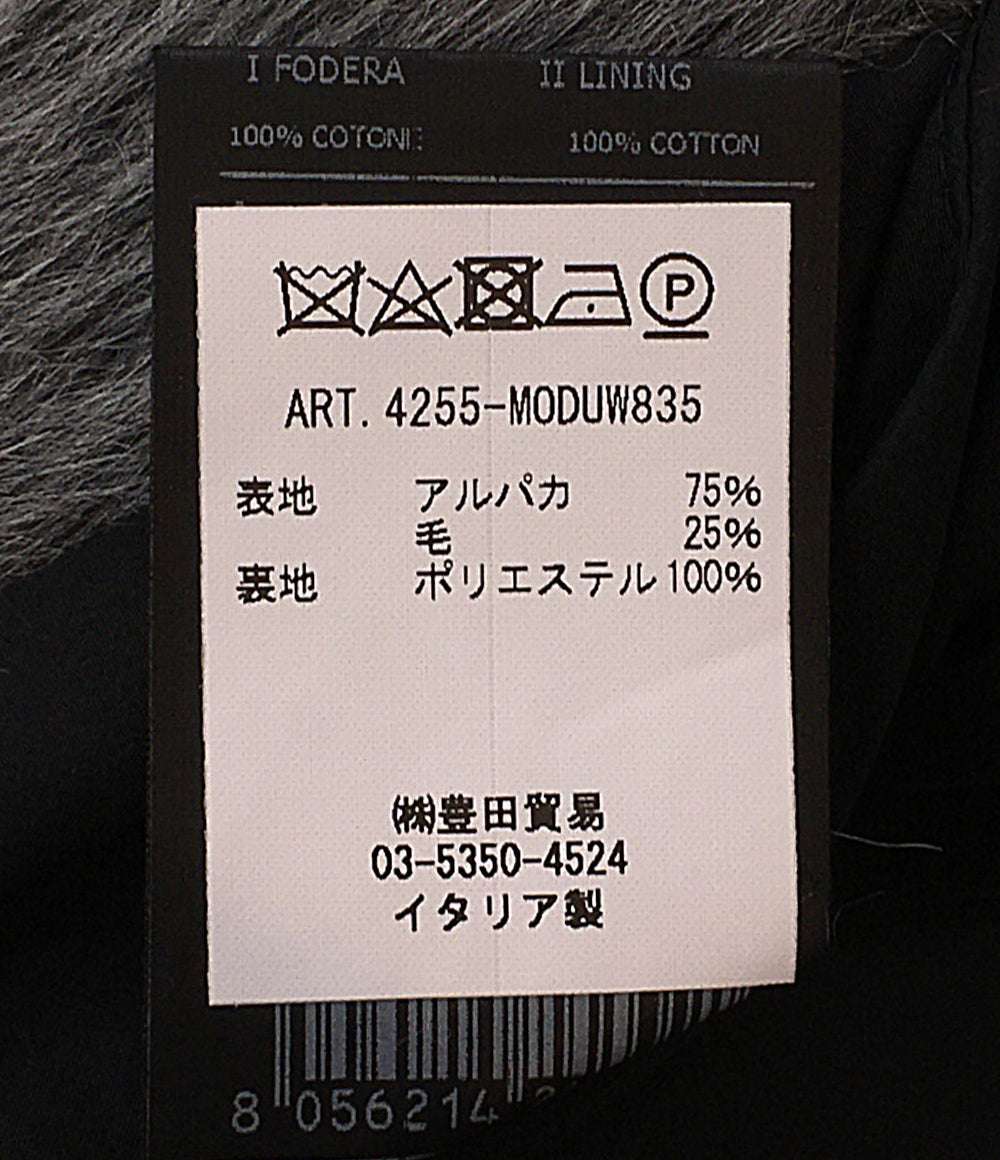 I FODERA II LINING
100% COTONE 100% COTTON
P
ART. 4255-MODUW835
表地 アルパカ 75%
毛 25%
裏地 ポリエステル 100%
㈱豊田貿易
03-5350-4524
イタリア製
8 056214